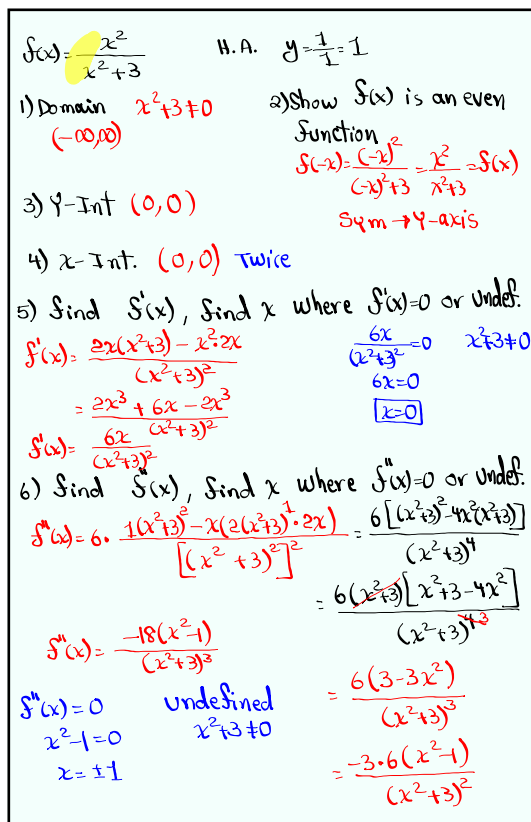 f(x) = x²/(x²+3)   H.A.   y = 1/1 = 1
1) Domain   x²+3≠0
(-∞,∞)
2) Show f(x) is an even
function
f(-x) = (-x)²/((-x)²+3) = x²/(x²+3) = f(x)
Sym → Y-axis
3) Y-Int (0,0)
4) x-Int. (0,0) Twice
5) find f'(x), find x where f'(x)=0 or undef.
f'(x) = (2x(x²+3) - x²·2x)/(x²+3)²
= (2x³ + 6x - 2x³)/(x²+3)²
f'(x) = 6x/(x²+3)²
6x/(x²+3)² = 0   x²+3≠0
6x=0
x=0
6) find f"(x), find x where f"(x)=0 or undef.
f"(x) = 6 · (1(x²+3)² - x(2(x²+3)¹·2x))/[(x²+3)²]² = 6[(x²+3)² - 4x²(x²+3)]/(x²+3)⁴
= 6(x²+3)[x²+3-4x²]/(x²+3)⁴ ³
= 6(3-3x²)/(x²+3)³
= -3·6(x²-1)/(x²+3)²
f"(x) = -18(x²-1)/(x²+3)³
f"(x) = 0
x²-1=0
x = ±1
undefined
x²+3≠0